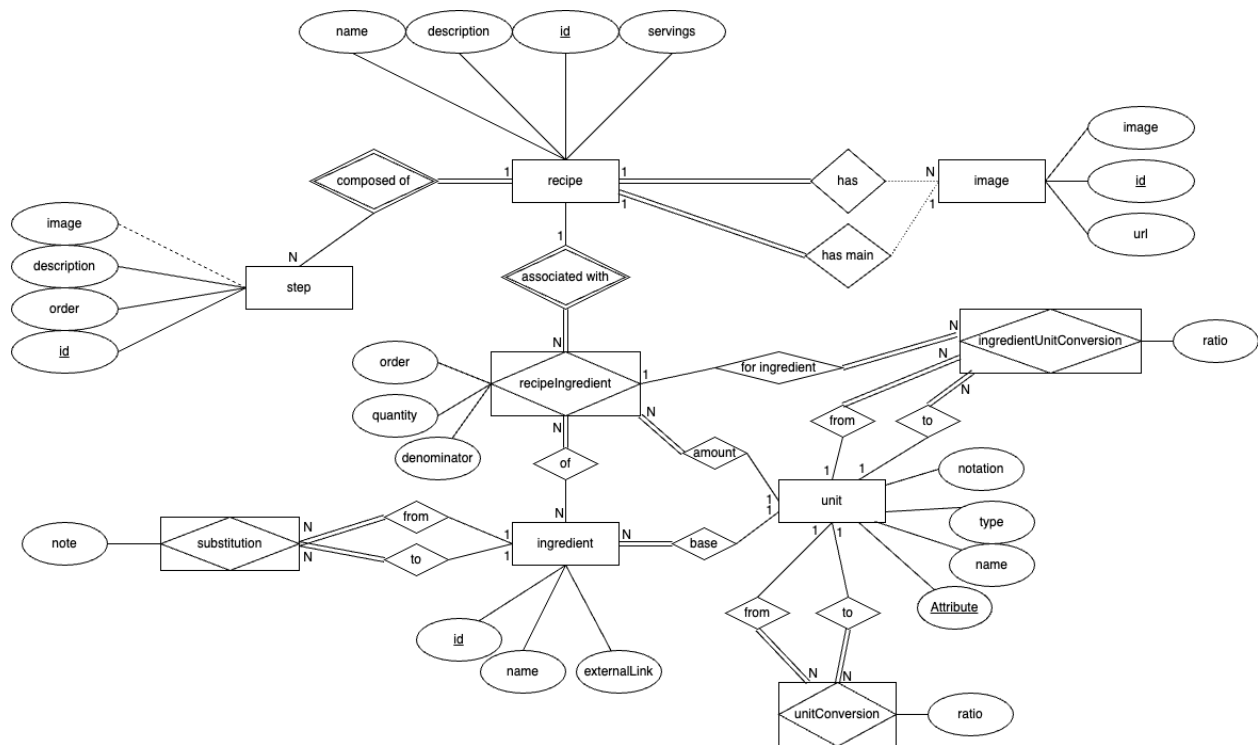 name
description
id
servings
composed of
1
recipe
1
1
has
N
1
image
has main
image
id
url
image
description
order
id
N
step
1
associated with
N
order
quantity
denominator
recipeIngredient
1
for ingredient
N
N
N
ingredientUnitConversion
ratio
from
to
N
N
of
N
amount
1
1
1
1
unit
notation
type
name
Attribute
note
substitution
N
N
from
to
1
1
ingredient
N
base
id
name
externalLink
1
1
from
to
N
N
unitConversion
ratio